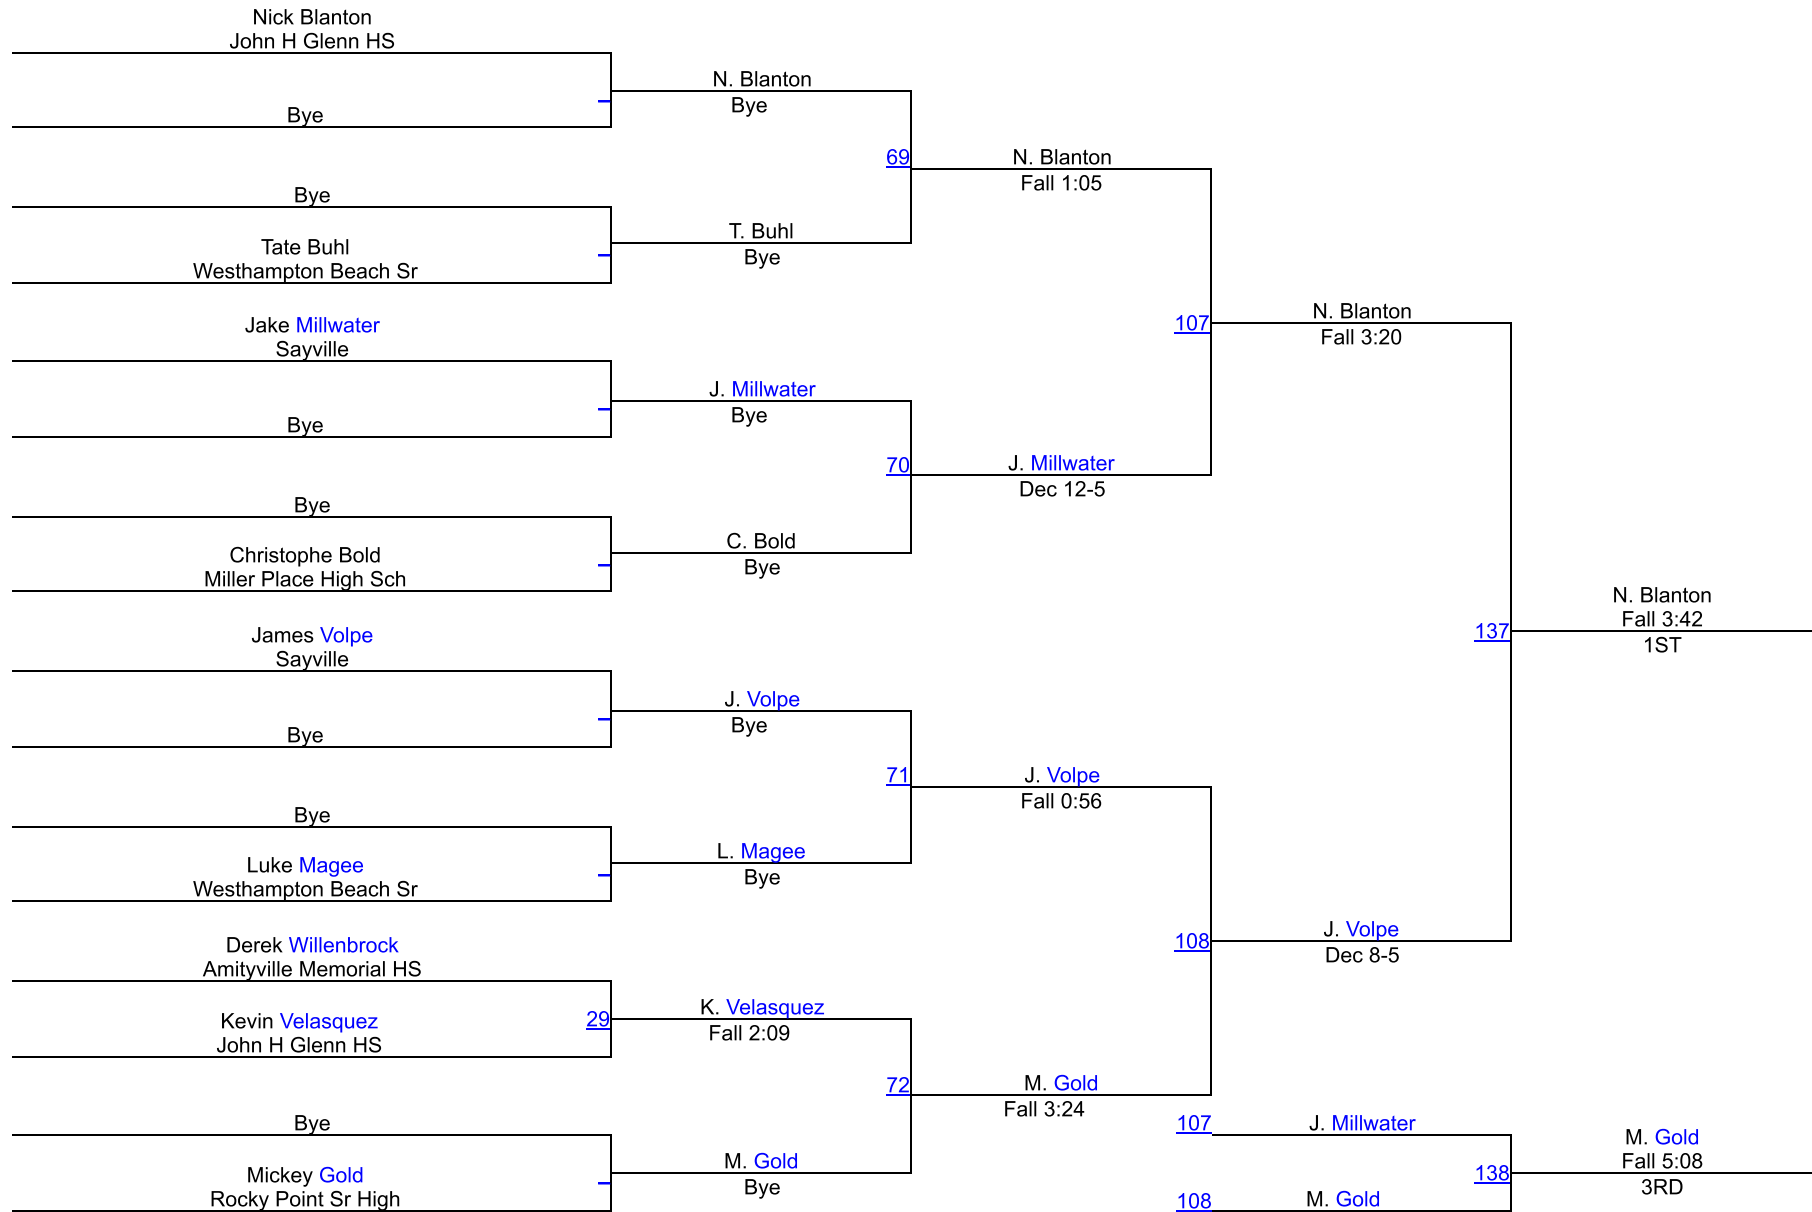 Nick Blanton
John H Glenn HS
Bye
Bye
Tate Buhl
Westhampton Beach Sr
Jake Millwater
Sayville
Bye
Bye
Christophe Bold
Miller Place High Sch
James Volpe
Sayville
Bye
Bye
Luke Magee
Westhampton Beach Sr
Derek Willenbrock
Amityville Memorial HS
Kevin Velasquez
John H Glenn HS
29
Bye
Mickey Gold
Rocky Point Sr High
N. Blanton
Bye
69
T. Buhl
Bye
J. Millwater
Bye
70
C. Bold
Bye
J. Volpe
Bye
71
L. Magee
Bye
K. Velasquez
Fall 2:09
72
M. Gold
Bye
N. Blanton
Fall 1:05
107
J. Millwater
Dec 12-5
J. Volpe
Fall 0:56
108
M. Gold
Fall 3:24
N. Blanton
Fall 3:20
137
J. Volpe
Dec 8-5
N. Blanton
Fall 3:42
1ST
107 J. Millwater
138
108 M. Gold
M. Gold
Fall 5:08
3RD